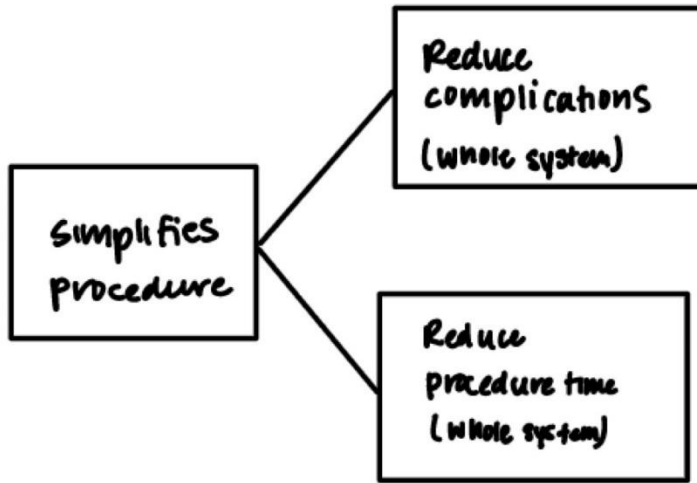 simplifies
procedure
Reduce
complications
(whole system)
Reduce
procedure time
(whole system)